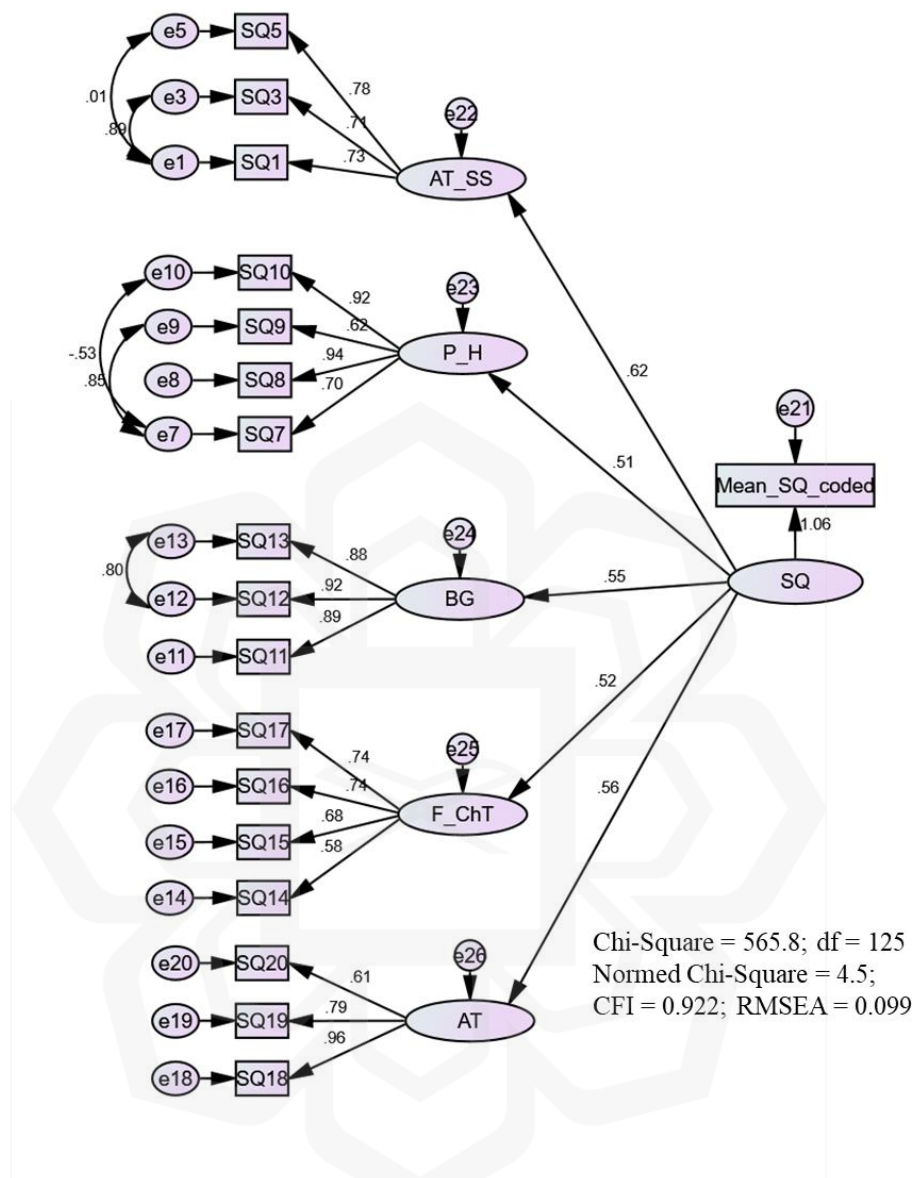 e5 SQ5
.78
.01
e3 SQ3
e22
.71
.89
e1 SQ1
.73
AT_SS
e10 SQ10
e23
.92
e9 SQ9
.62
-.53
P_H
.94
.62
.85
e8 SQ8
.70
e21
e7 SQ7
.51
Mean_SQ_coded
1.06
e13 SQ13
e24
.88
.80
.55
SQ
e12 SQ12
.92
BG
.89
e11 SQ11
.52
e17 SQ17
e25
.74
.56
e16 SQ16
.74
F_ChT
.68
e15 SQ15
.58
e14 SQ14
e20 SQ20
e26
.61
e19 SQ19
.79
AT
.96
e18 SQ18
Chi-Square = 565.8; df = 125
Normed Chi-Square = 4.5;
CFI = 0.922; RMSEA = 0.099